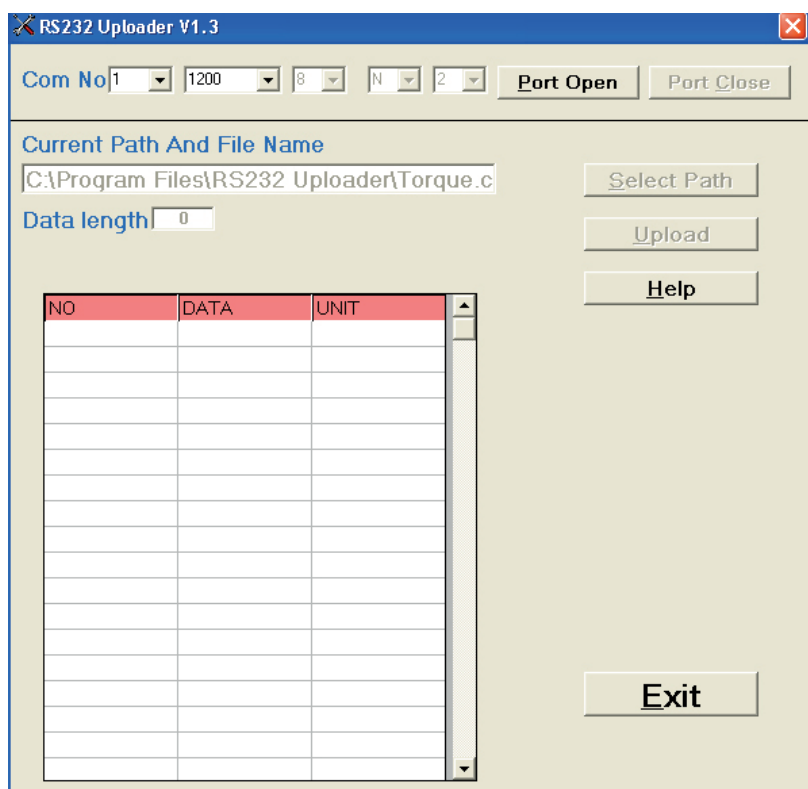 RS232 Uploader V1.3
Com No 1 1200 8 N 2 Port Open Port Close
Current Path And File Name
C:\Program Files\RS232 Uploader\Torque.c
Select Path
Data length 0
Upload
Help
NO DATA UNIT
Exit